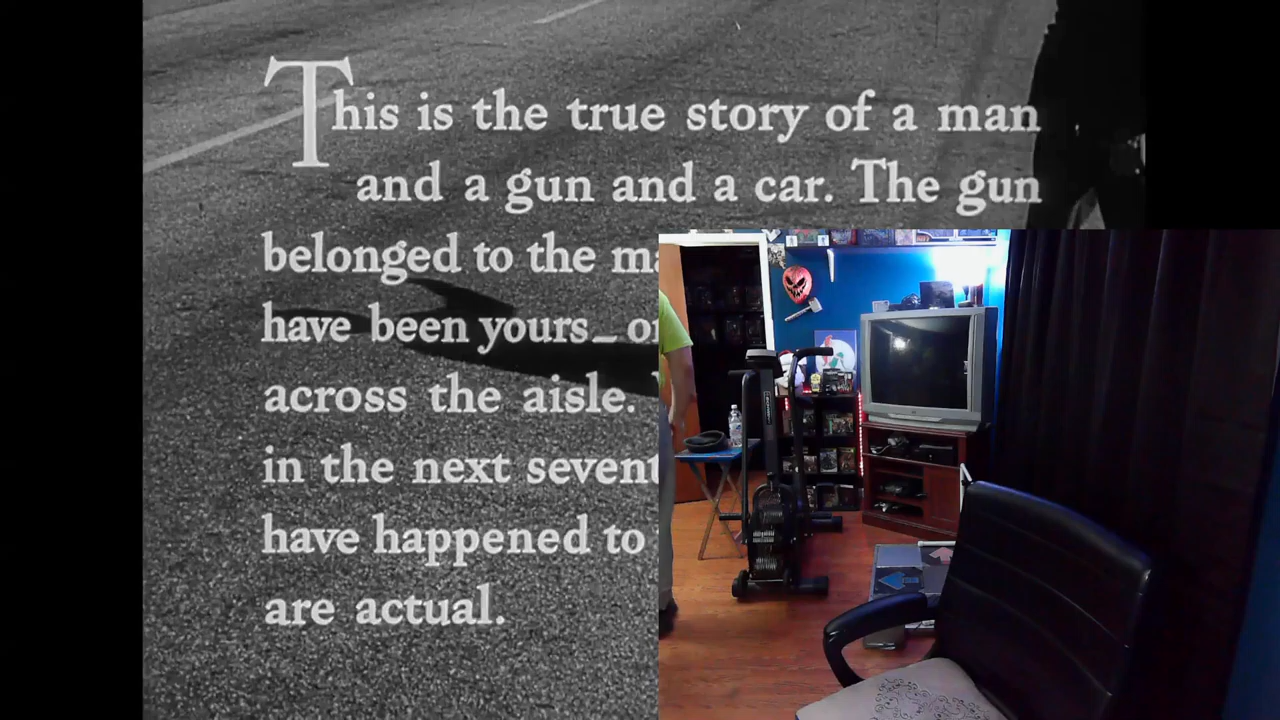 This is the true story of a man
and a gun and a car. The gun
belonged to the
have been yours—
across the aisle.
in the next
have happened to
are actual.